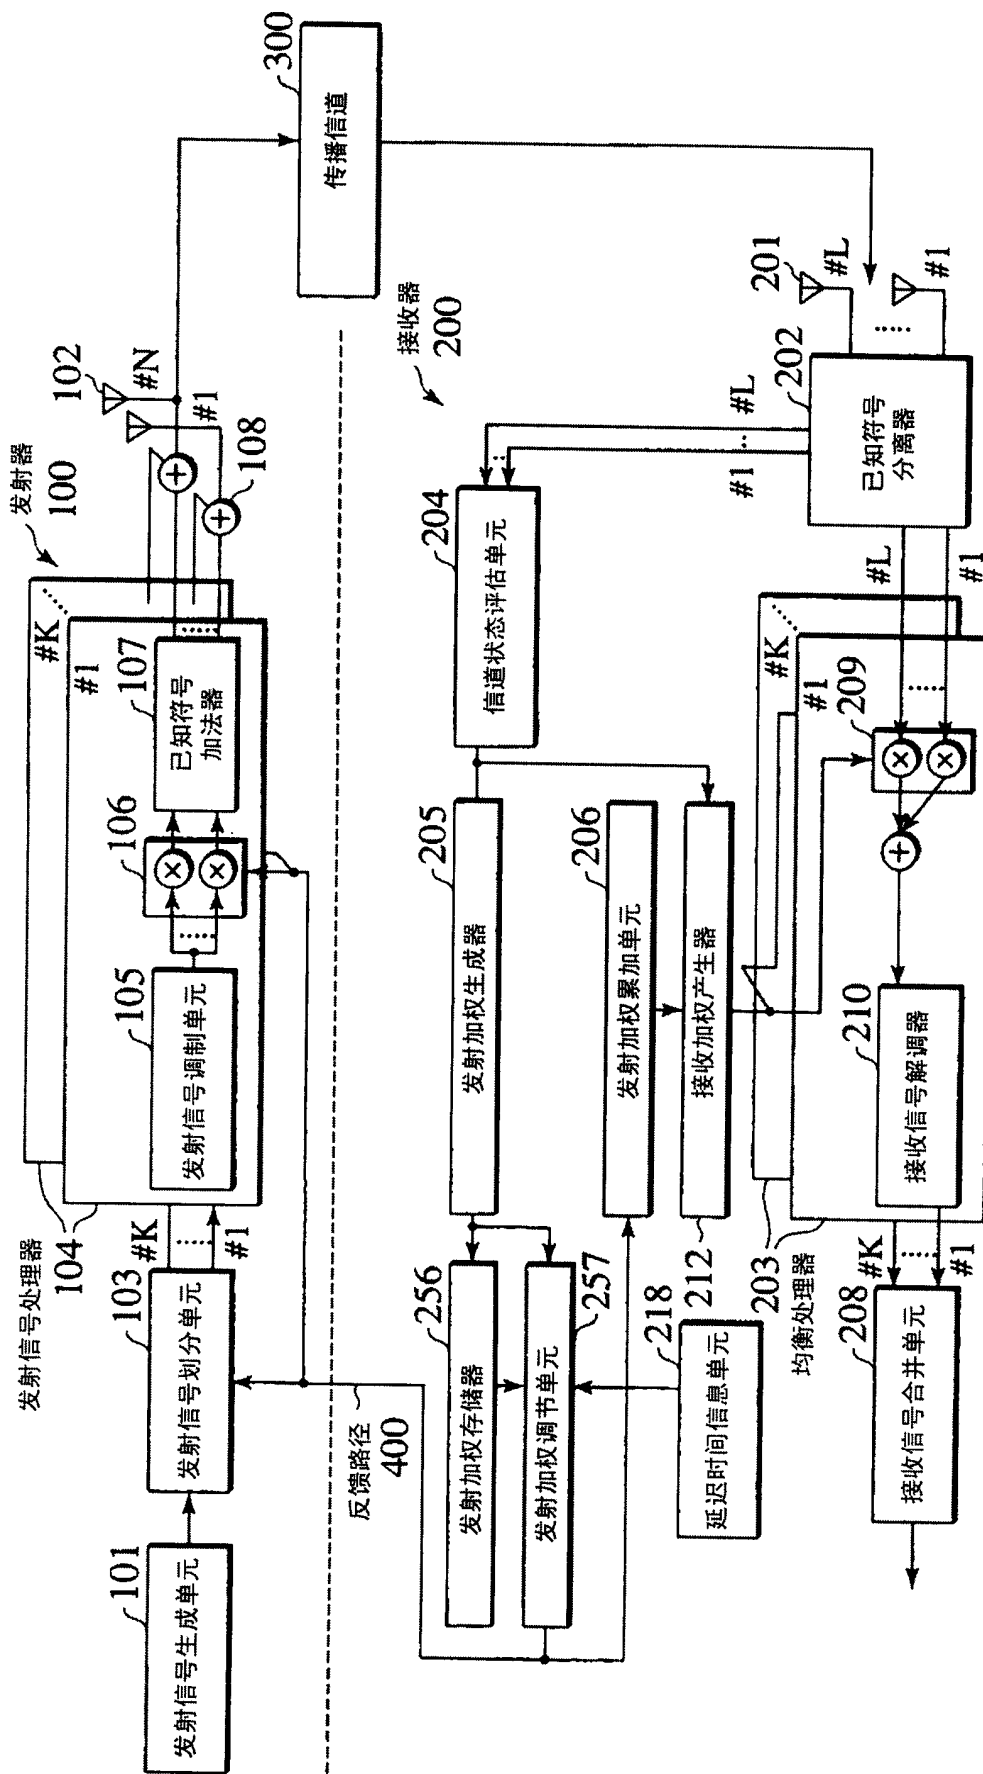 发射器
100
发射信号处理器
104
#K
#1
101
发射信号生成单元
103
发射信号划分单元
#K
#1
105
发射信号调制单元
106
107
已知符号
加法器
108
102
#N
#1
300
传播信道
反馈路径
400
接收器
200
204
信道状态评估单元
#L
#1
205
发射加权生成器
256
发射加权存储器
257
发射加权调节单元
218
延迟时间信息单元
206
发射加权累加单元
212
接收加权产生器
201
#L
#1
202
已知符号
分离器
#L
#1
均衡处理器
203
#K
#1
209
210
接收信号解调器
#K
#1
208
接收信号合并单元